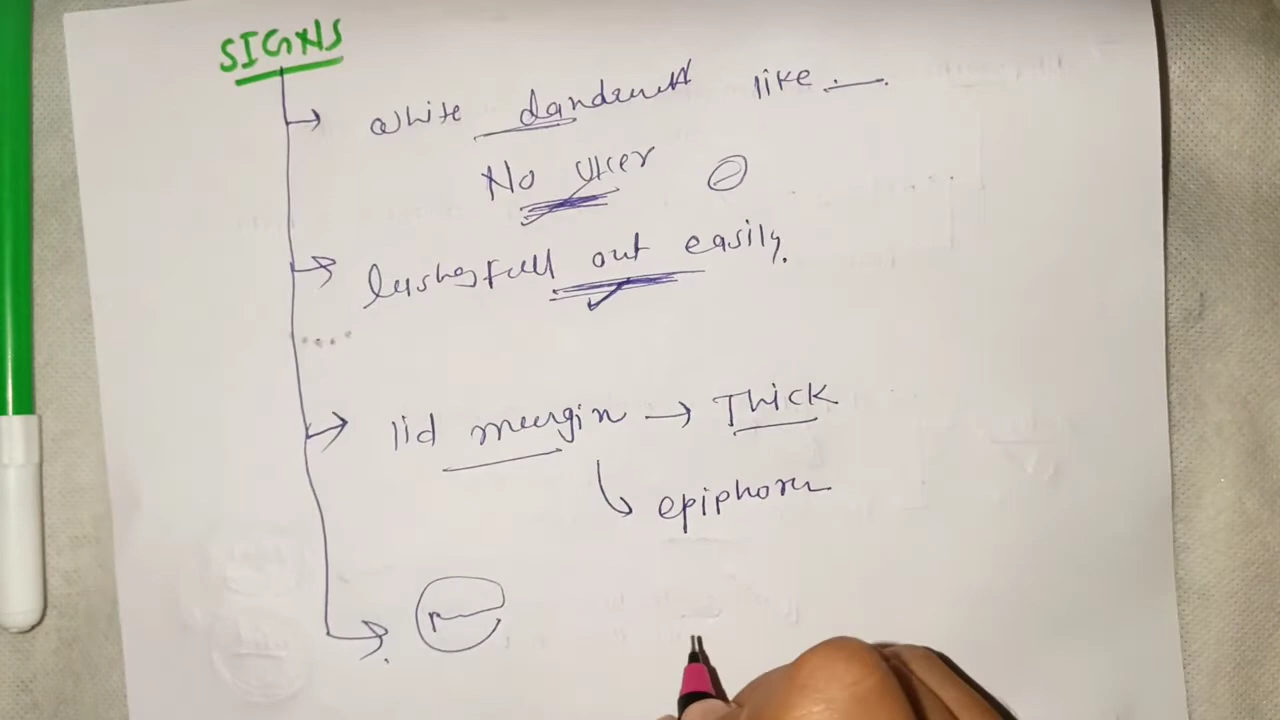 SIGNS
white dandruff like
No ulcer
lashes fall out easily.
lid margin → Thick
epiphora